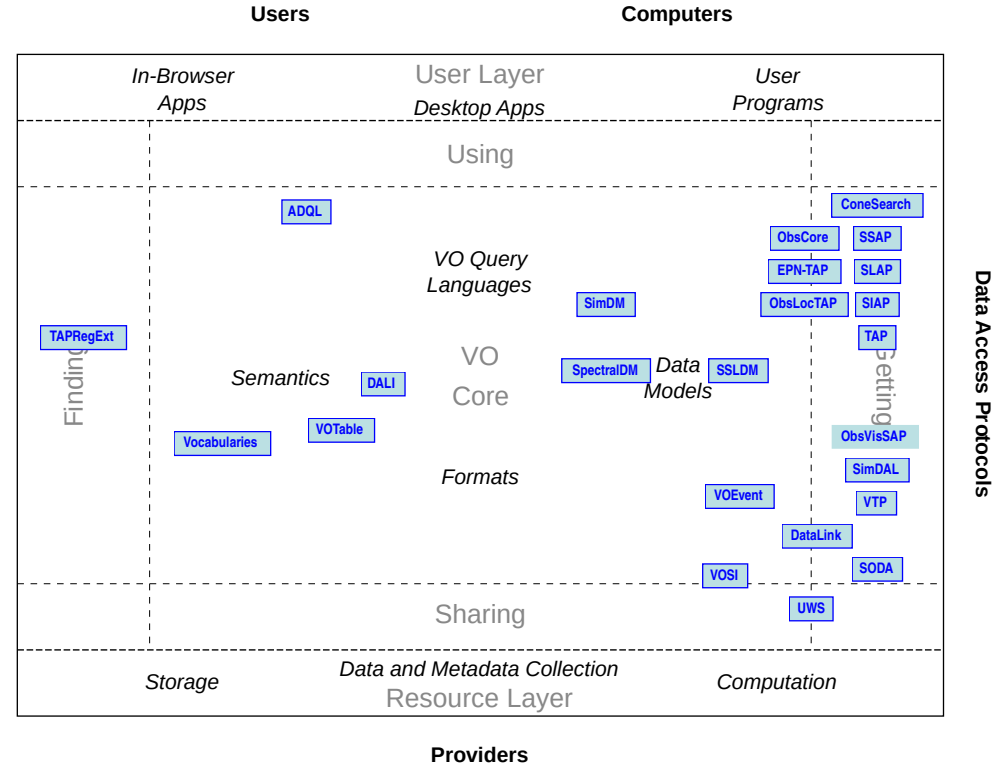 Users
Computers
In-Browser
Apps
User Layer
Desktop Apps
User
Programs
Using
ADQL
ConeSearch
ObsCore
SSAP
VO Query
Languages
EPN-TAP
SLAP
SimDM
ObsLocTAP
SIAP
TAPRegExt
TAP
Finding
Semantics
DALI
VO
Core
SpectralDM
Data
Models
SSLDM
Getting
Data Access Protocols
Vocabularies
VOTable
ObsVisSAP
Formats
SimDAL
VOEvent
VTP
DataLink
VOSI
SODA
Sharing
UWS
Storage
Data and Metadata Collection
Resource Layer
Computation
Providers